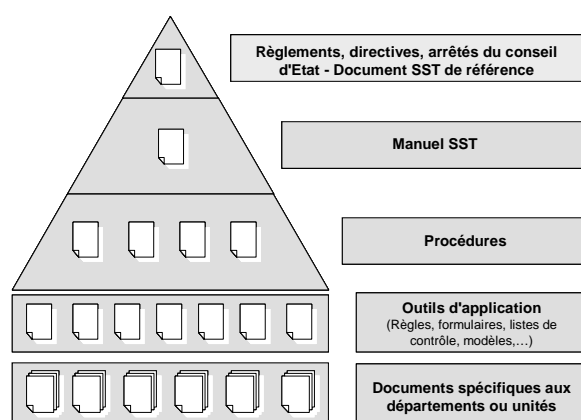 Règlements, directives, arrêtés du conseil
d'Etat - Document SST de référence
Manuel SST
Procédures
Outils d'application
(Règles, formulaires, listes de
contrôle, modèles,...)
Documents spécifiques aux
départements ou unités